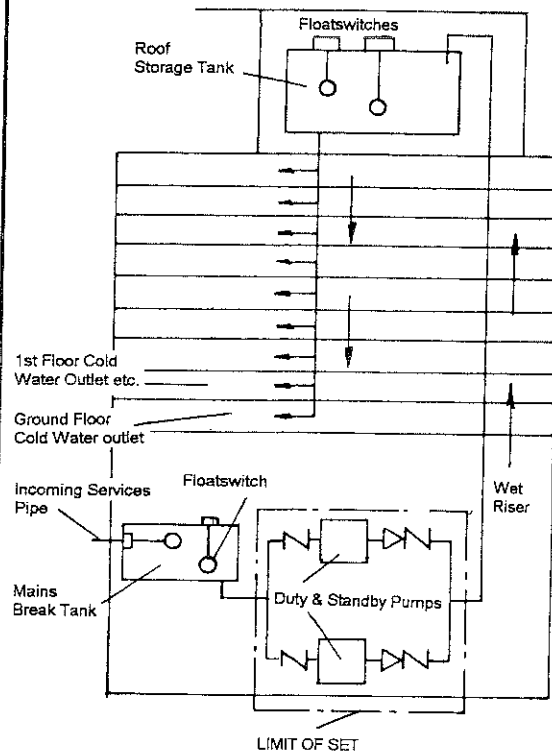 Floatswitches
Roof
Storage Tank
1st Floor Cold
Water Outlet etc.
Ground Floor
Cold Water outlet
Incoming Services
Pipe
Floatswitch
Wet
Riser
Mains
Break Tank
Duty & Standby Pumps
LIMIT OF SET